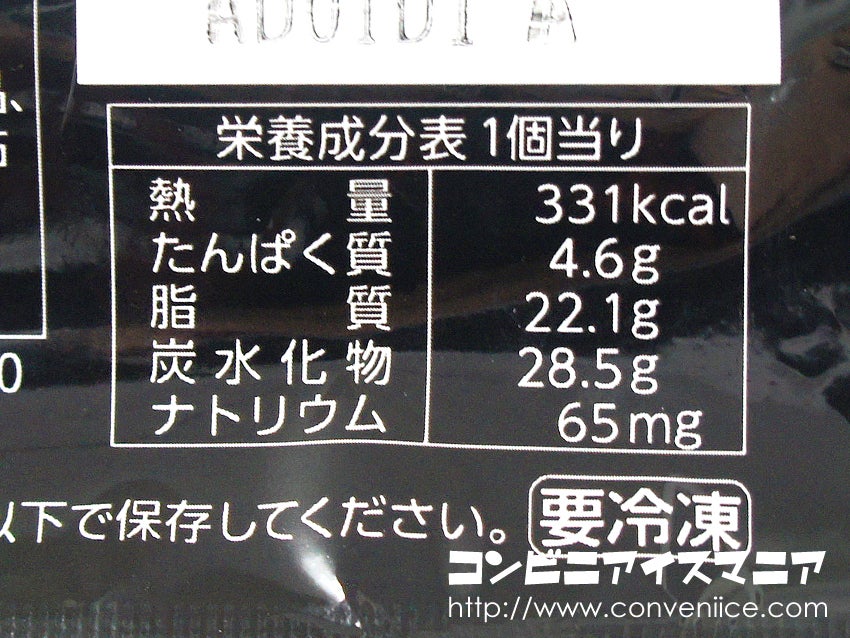 栄養成分表 1個当り
熱量 331kcal
たんぱく質 4.6g
脂質 22.1g
炭水化物 28.5g
ナトリウム 65mg
以下で保存してください。 要冷凍
コンビニアイスマニア
http://www.conveniice.com/